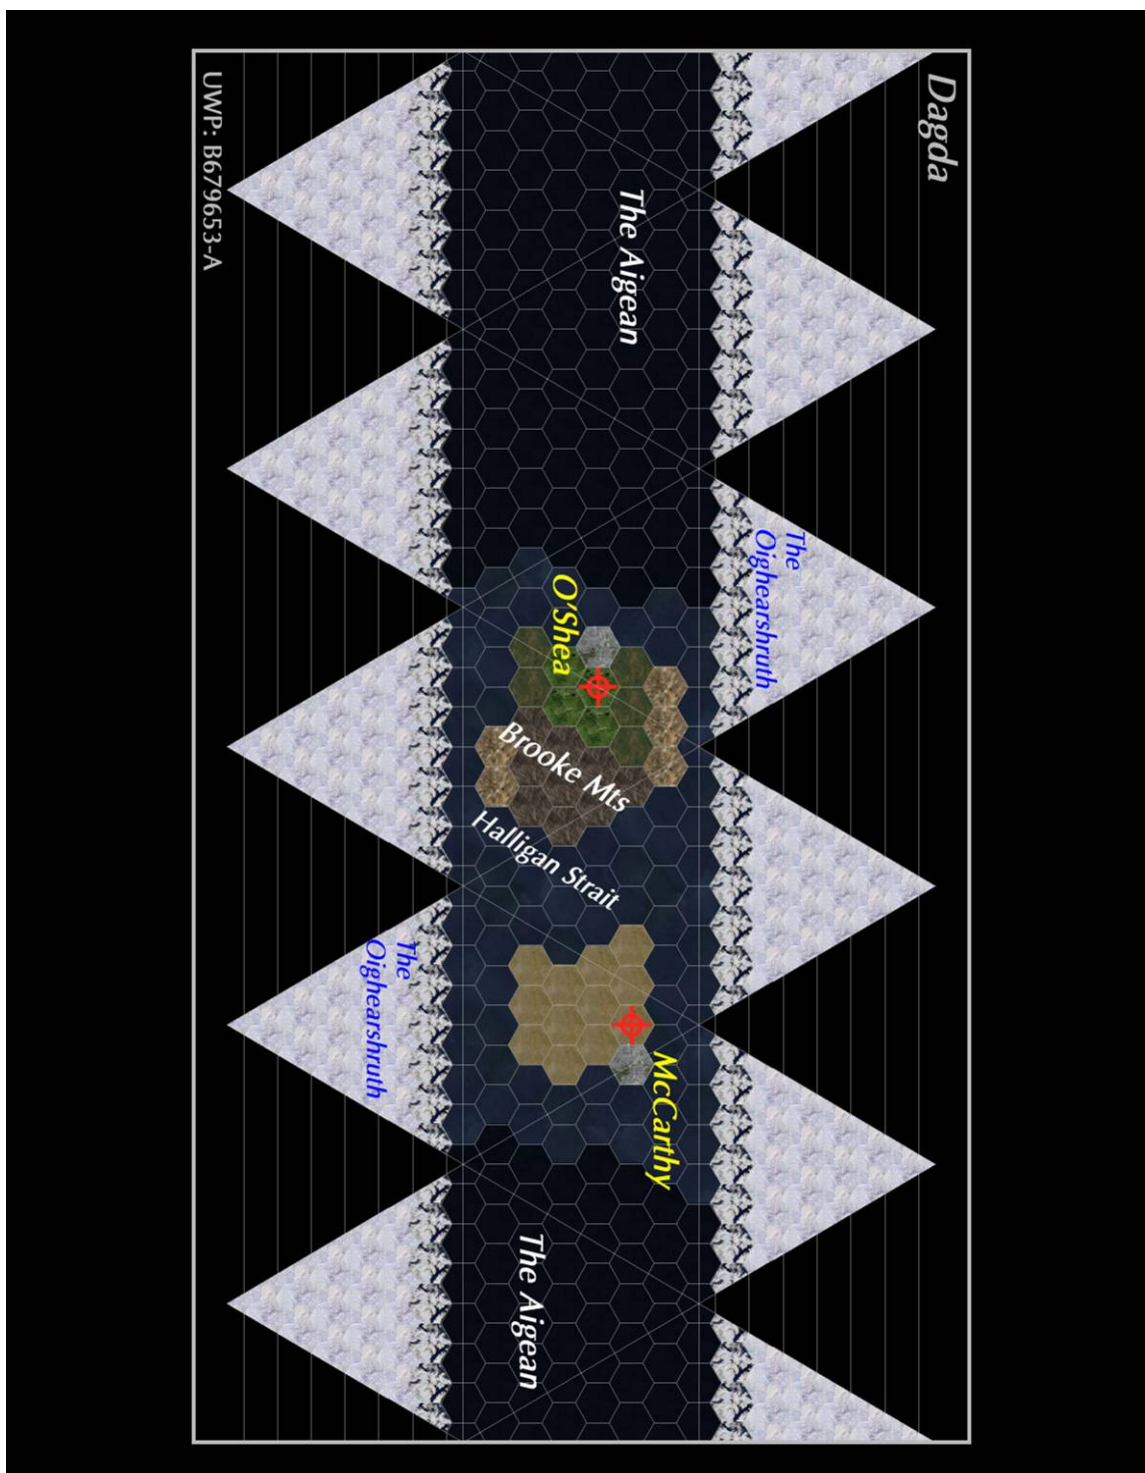 Dagda
The
Oighearshruth
The Aigean
O'Shea
Brooke Mts
Halligan Strait
McCarthy
The Aigean
The
Oighearshruth
UWP: B679653-A